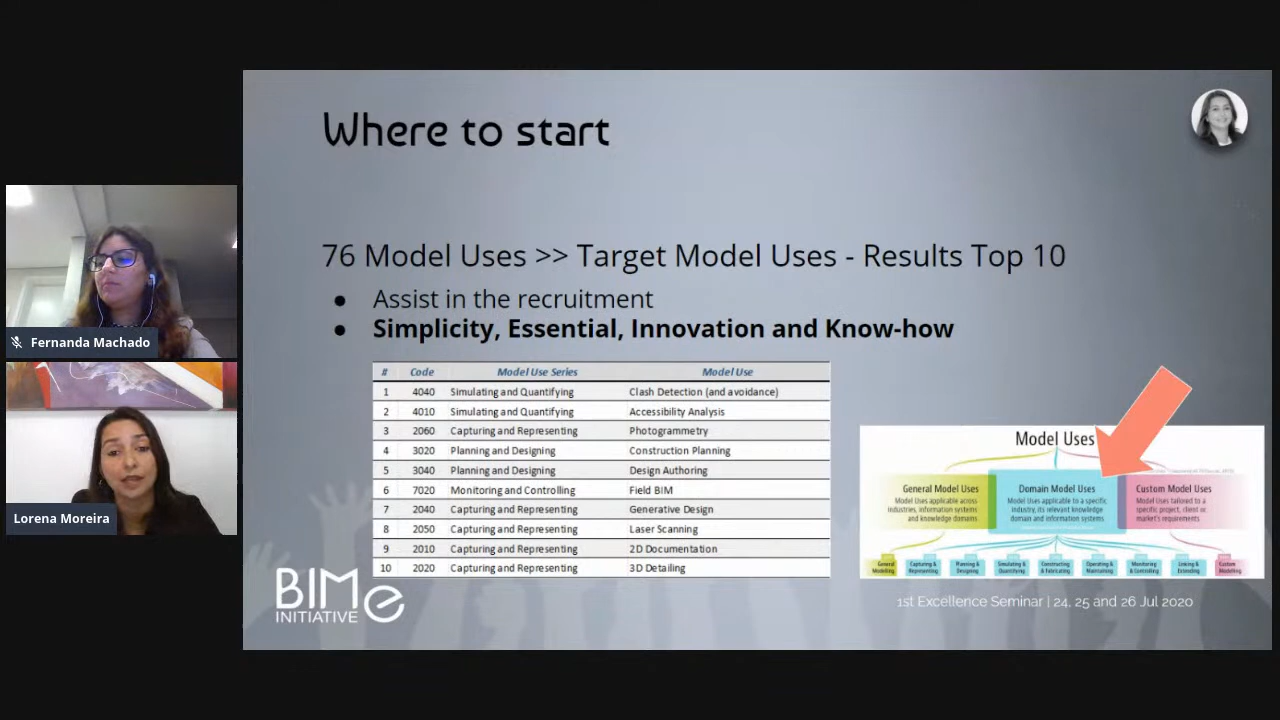 Where to start
76 Model Uses >> Target Model Uses - Results Top 10
● Assist in the recruitment
● Simplicity, Essential, Innovation and Know-how
# Code Model Use Series Model Use
1 4040 Simulating and Quantifying Clash Detection (and avoidance)
2 4010 Simulating and Quantifying Accessibility Analysis
3 2060 Capturing and Representing Photogrammetry
4 3020 Planning and Designing Construction Planning
5 3040 Planning and Designing Design Authoring
6 7020 Monitoring and Controlling Field BIM
7 2040 Capturing and Representing Generative Design
8 2050 Capturing and Representing Laser Scanning
9 2010 Capturing and Representing 2D Documentation
10 2020 Capturing and Representing 3D Detailing
Model Uses
General Model Uses
Model Uses applicable across
industries, information systems
and knowledge domains
Domain Model Uses
Model Uses applicable to a specific
industry, its relevant knowledge
domain and information systems
Custom Model Uses
Model Uses tailored to a
specific project, client or
market's requirements
General
Modelling
Capturing &
Representing
Planning &
Designing
Simulating &
Quantifying
Constructing
& Fabricating
Operating &
Maintaining
Monitoring
& Controlling
Linking &
Extending
Custom
Modelling
BIMe
INITIATIVE
1st Excellence Seminar | 24, 25 and 26 Jul 2020
Fernanda Machado
Lorena Moreira